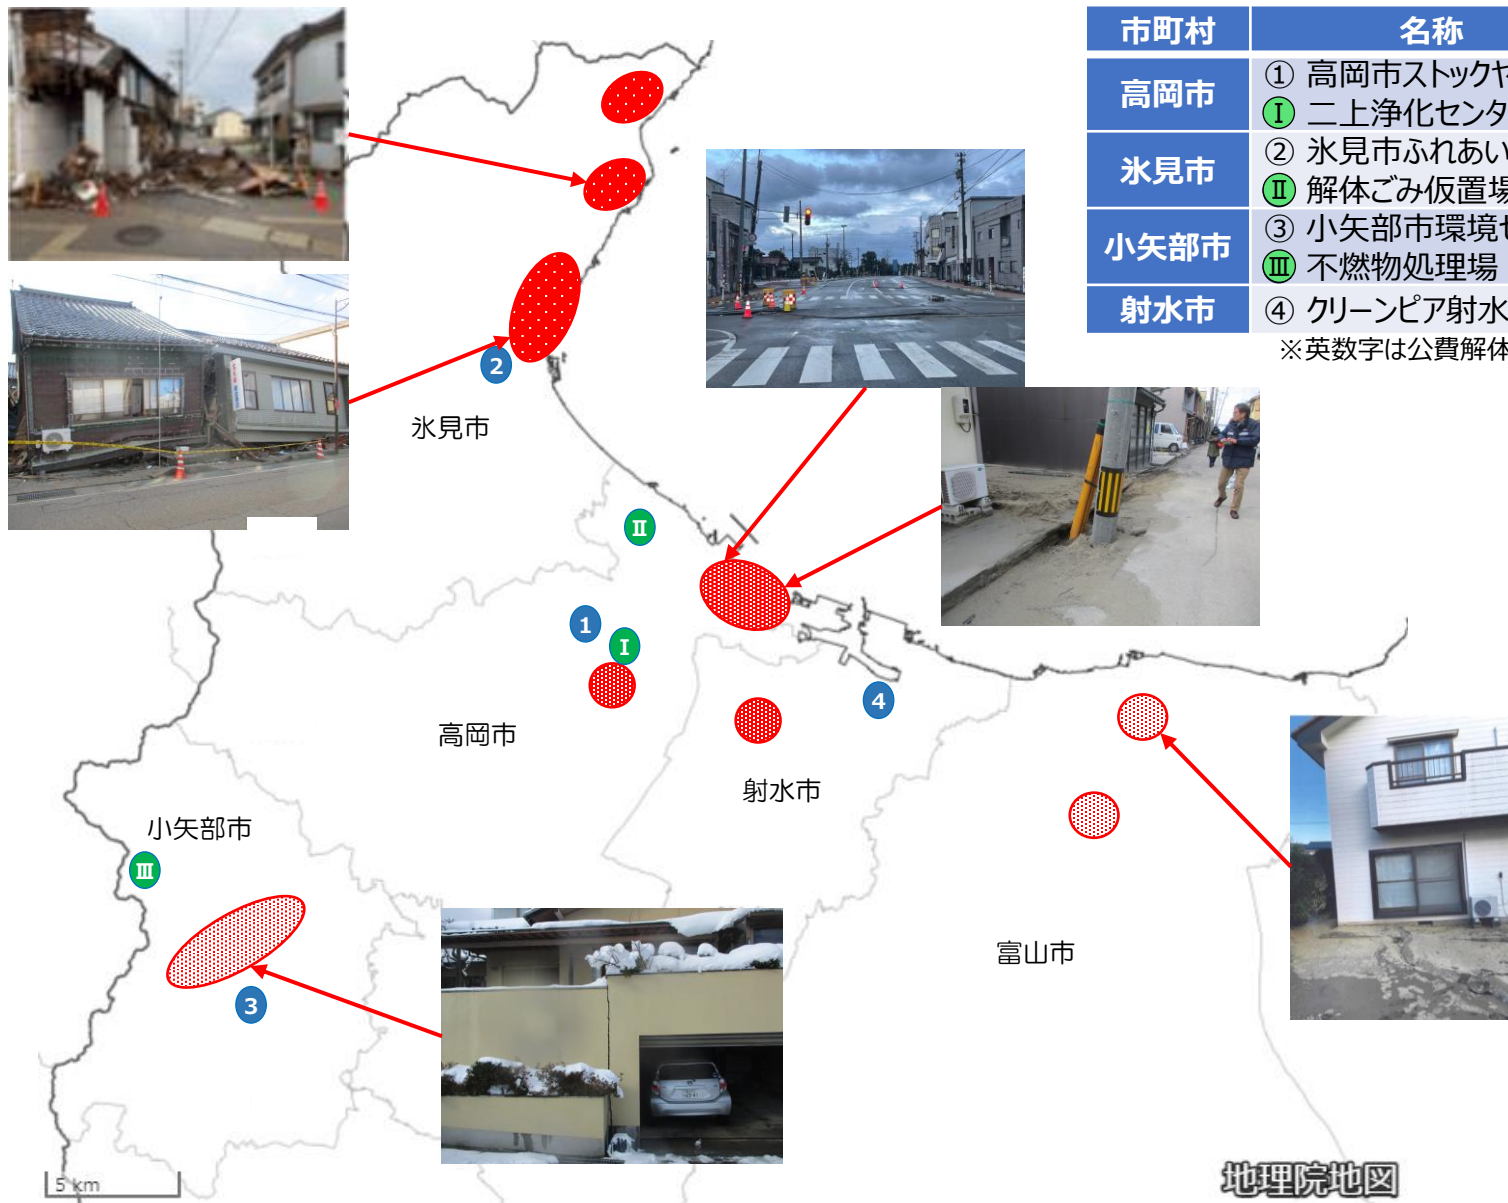 市町村 名称
高岡市
① 高岡市ストックヤ
Ⅰ 二上浄化センタ
氷見市
② 氷見市ふれあい
Ⅱ 解体ごみ仮置場
小矢部市
③ 小矢部市環境セ
Ⅲ 不燃物処理場
射水市
④ クリーンピア射水
※英数字は公費解体
2
氷見市
Ⅱ
1
Ⅰ
4
高岡市
射水市
小矢部市
Ⅲ
富山市
3
5 km
地理院地図